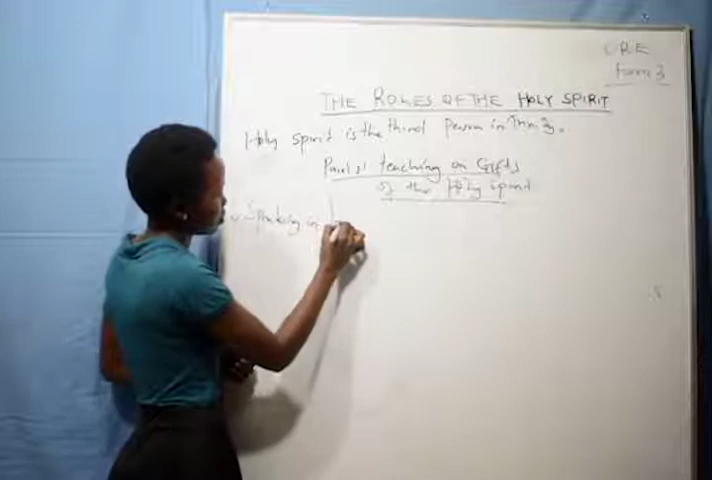 CRE
Form 3
THE ROLES OF THE HOLY SPIRIT
Holy spirit is the third Person in Trinity.
Paul's' teaching on Gifts
of the Holy spirit
Speaking in